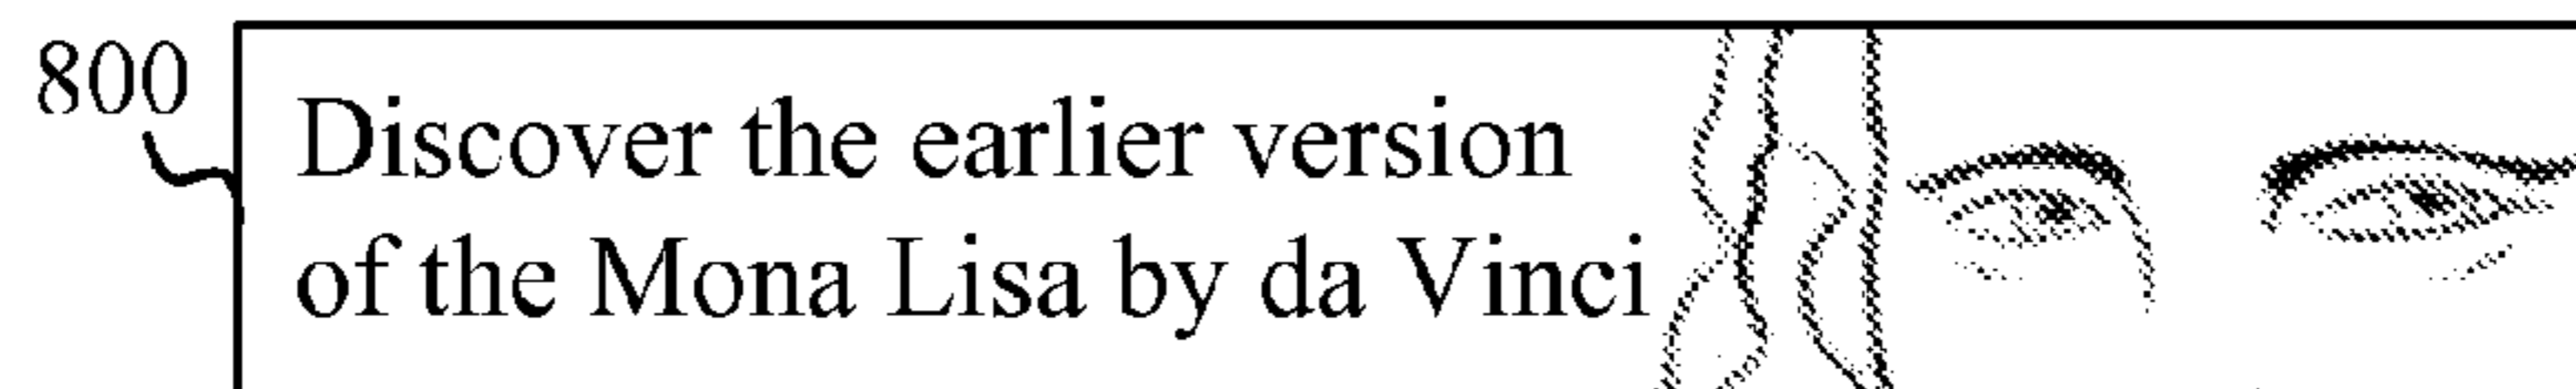 800
Discover the earlier version
of the Mona Lisa by da Vinci